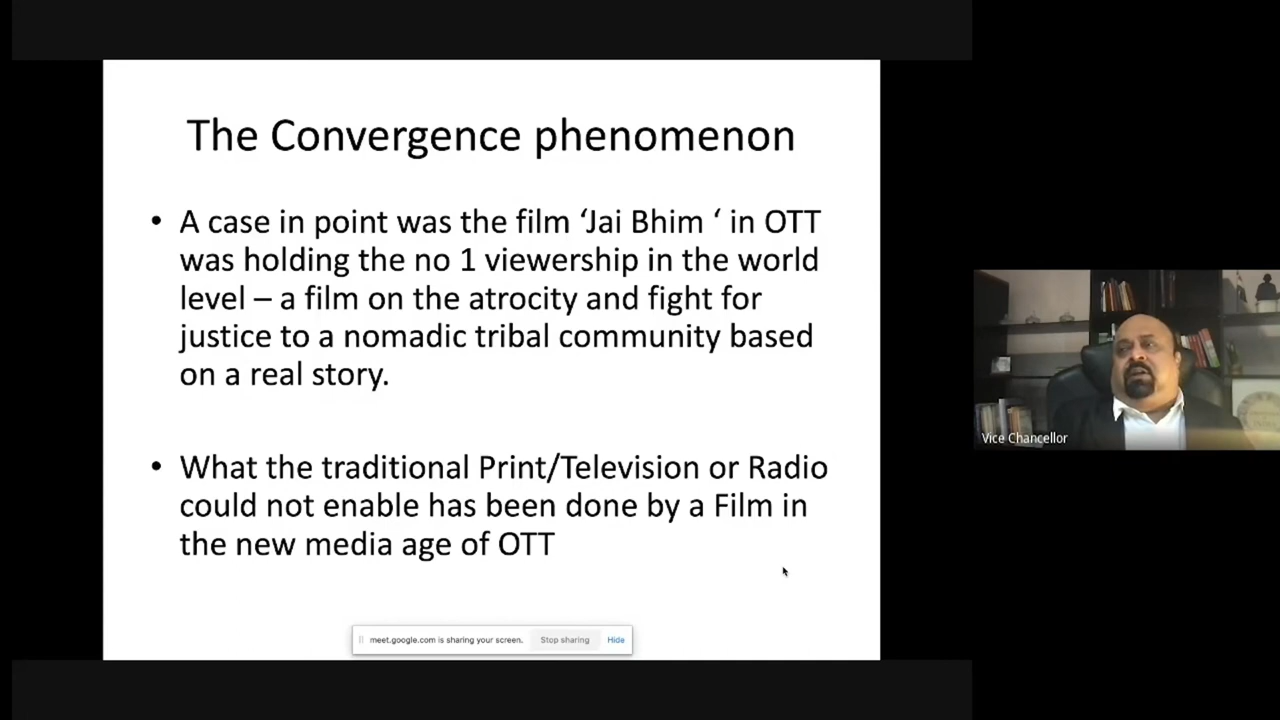 The Convergence phenomenon
• A case in point was the film ‘Jai Bhim ‘ in OTT
was holding the no 1 viewership in the world
level – a film on the atrocity and fight for
justice to a nomadic tribal community based
on a real story.
• What the traditional Print/Television or Radio
could not enable has been done by a Film in
the new media age of OTT
meet.google.com is sharing your screen. Stop sharing Hide
Vice Chancellor